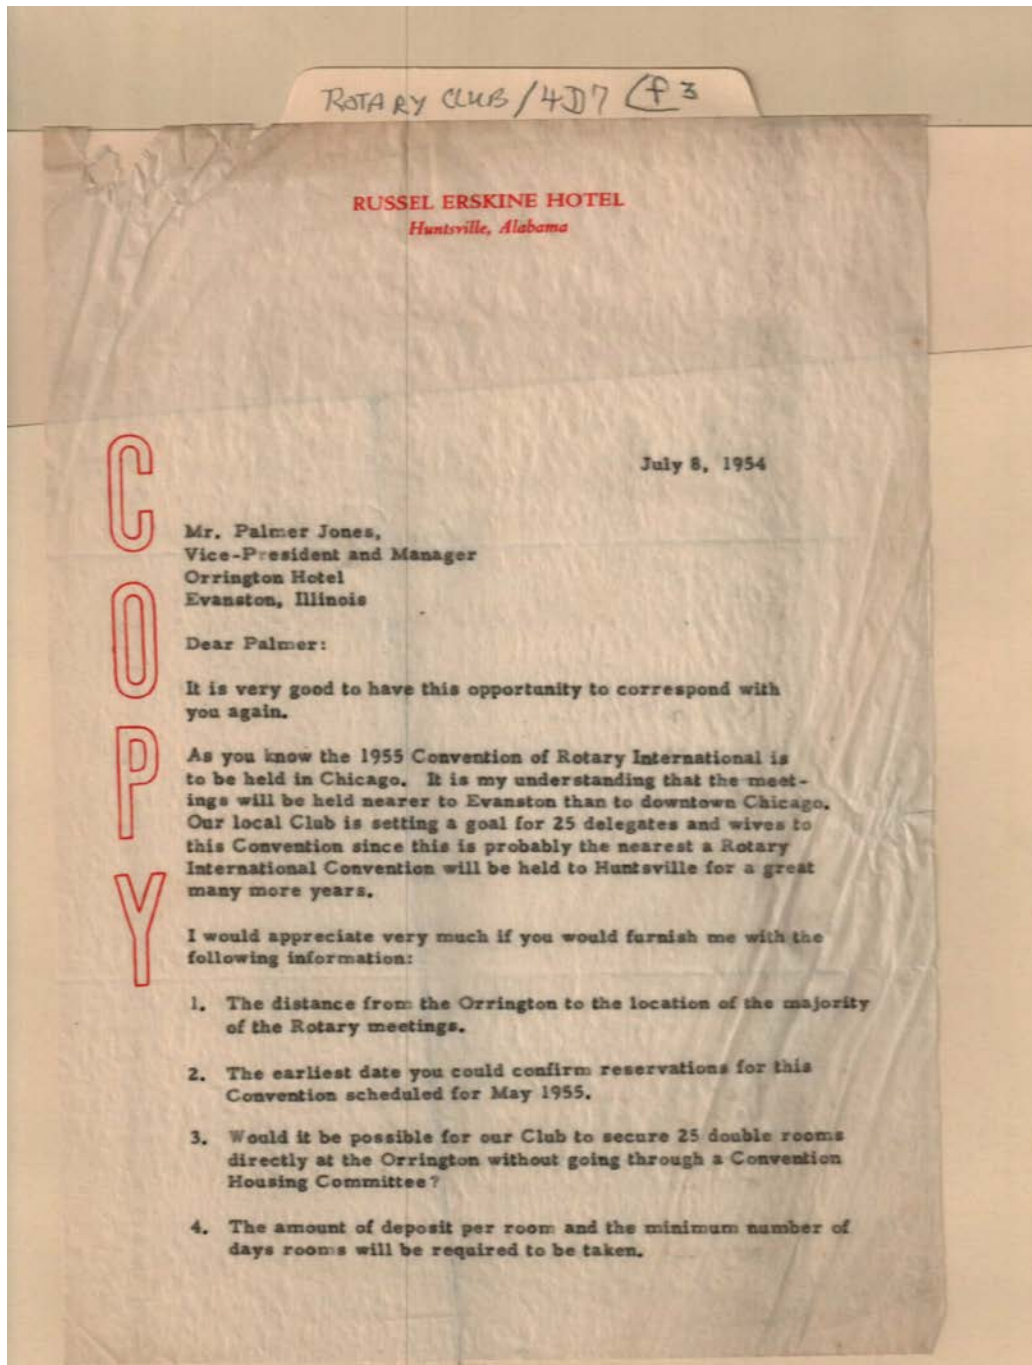 ROTARY CLUB / 4D7 (f 3
RUSSEL ERSKINE HOTEL
Huntsville, Alabama
COPY
July 8, 1954
Mr. Palmer Jones,
Vice-President and Manager
Orrington Hotel
Evanston, Illinois
Dear Palmer:
It is very good to have this opportunity to correspond with
you again.
As you know the 1955 Convention of Rotary International is
to be held in Chicago. It is my understanding that the meet-
ings will be held nearer to Evanston than to downtown Chicago.
Our local Club is setting a goal for 25 delegates and wives to
this Convention since this is probably the nearest a Rotary
International Convention will be held to Huntsville for a great
many more years.
I would appreciate very much if you would furnish me with the
following information:
1. The distance from the Orrington to the location of the majority
of the Rotary meetings.
2. The earliest date you could confirm reservations for this
Convention scheduled for May 1955.
3. Would it be possible for our Club to secure 25 double rooms
directly at the Orrington without going through a Convention
Housing Committee?
4. The amount of deposit per room and the minimum number of
days rooms will be required to be taken.